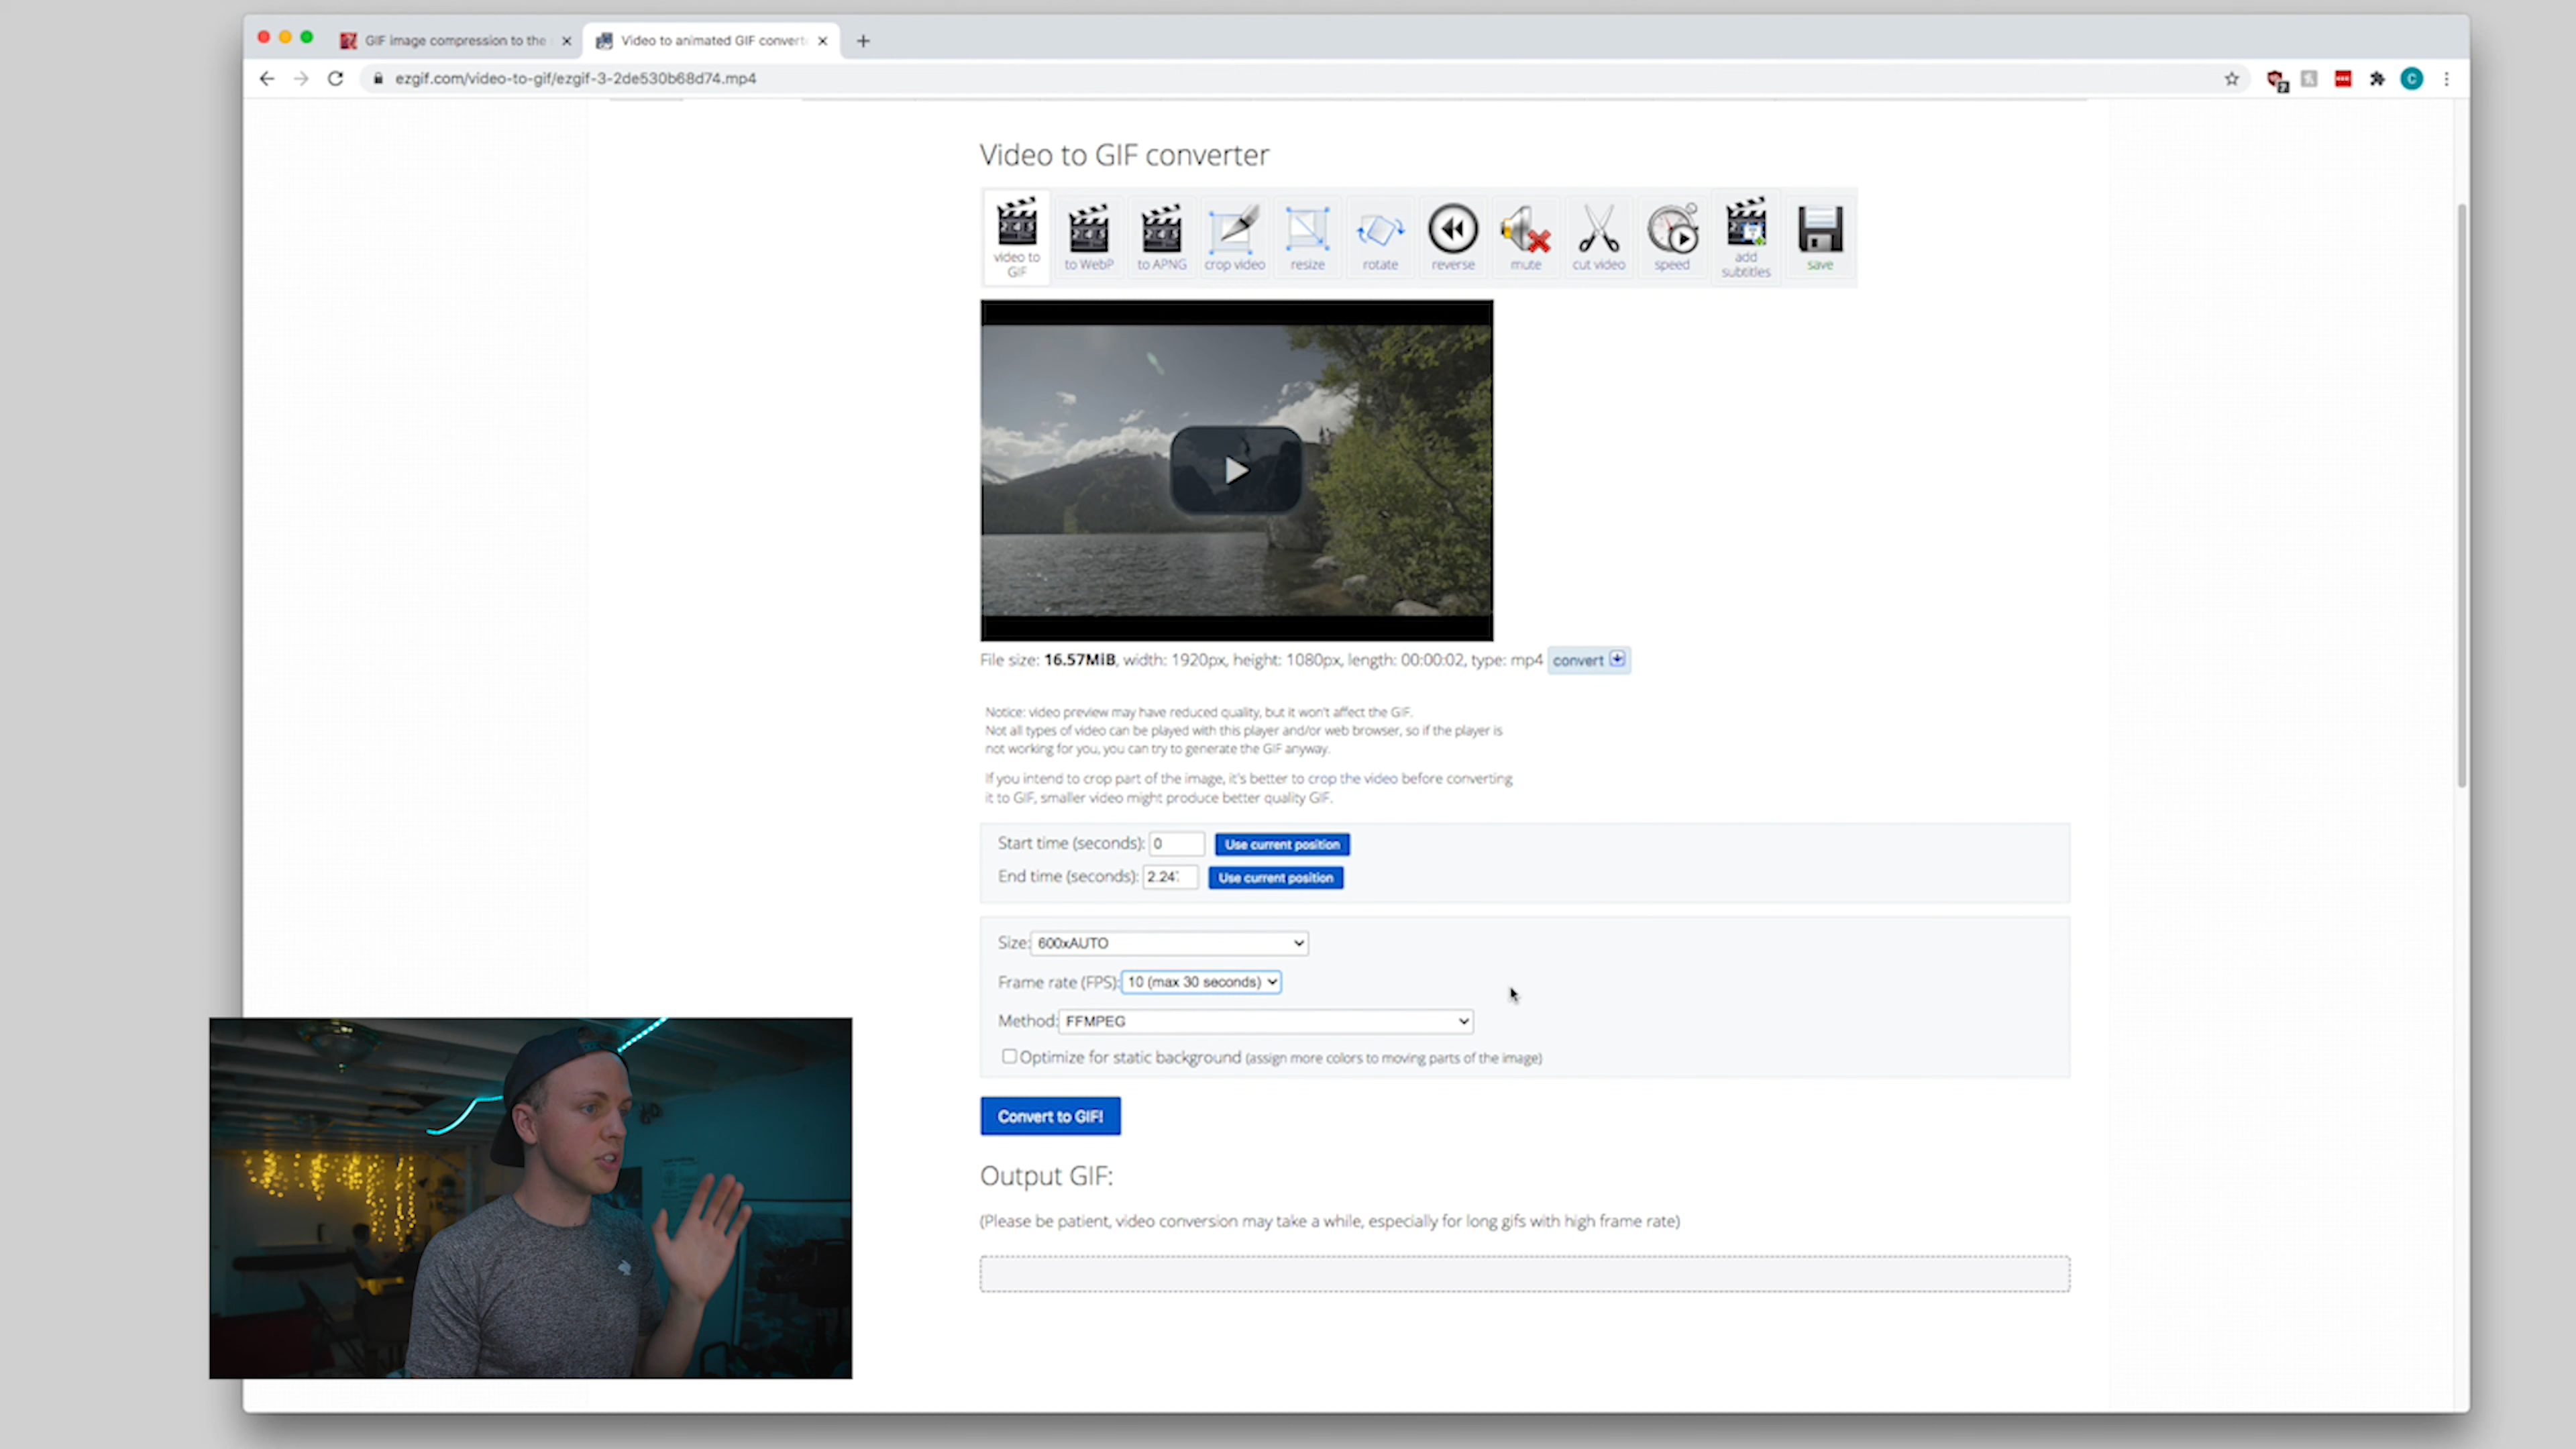 GIF image compression to the
Video to animated GIF convert
ezgif.com/video-to-gif/ezgif-3-2de530b68d74.mp4
C
Video to GIF converter
video to GIF
to WebP
to APNG
crop video
resize
rotate
reverse
mute
cut video
speed
add subtitles
save
File size: 16.57MiB, width: 1920px, height: 1080px, length: 00:00:02, type: mp4 convert
Notice: video preview may have reduced quality, but it won't affect the GIF.
Not all types of video can be played with this player and/or web browser, so if the player is
not working for you, you can try to generate the GIF anyway.
If you intend to crop part of the image, it's better to crop the video before converting
it to GIF, smaller video might produce better quality GIF.
Start time (seconds): 0 Use current position
End time (seconds): 2.24 Use current position
Size: 600xAUTO
Frame rate (FPS): 10 (max 30 seconds)
Method: FFMPEG
Optimize for static background (assign more colors to moving parts of the image)
Convert to GIF!
Output GIF:
(Please be patient, video conversion may take a while, especially for long gifs with high frame rate)